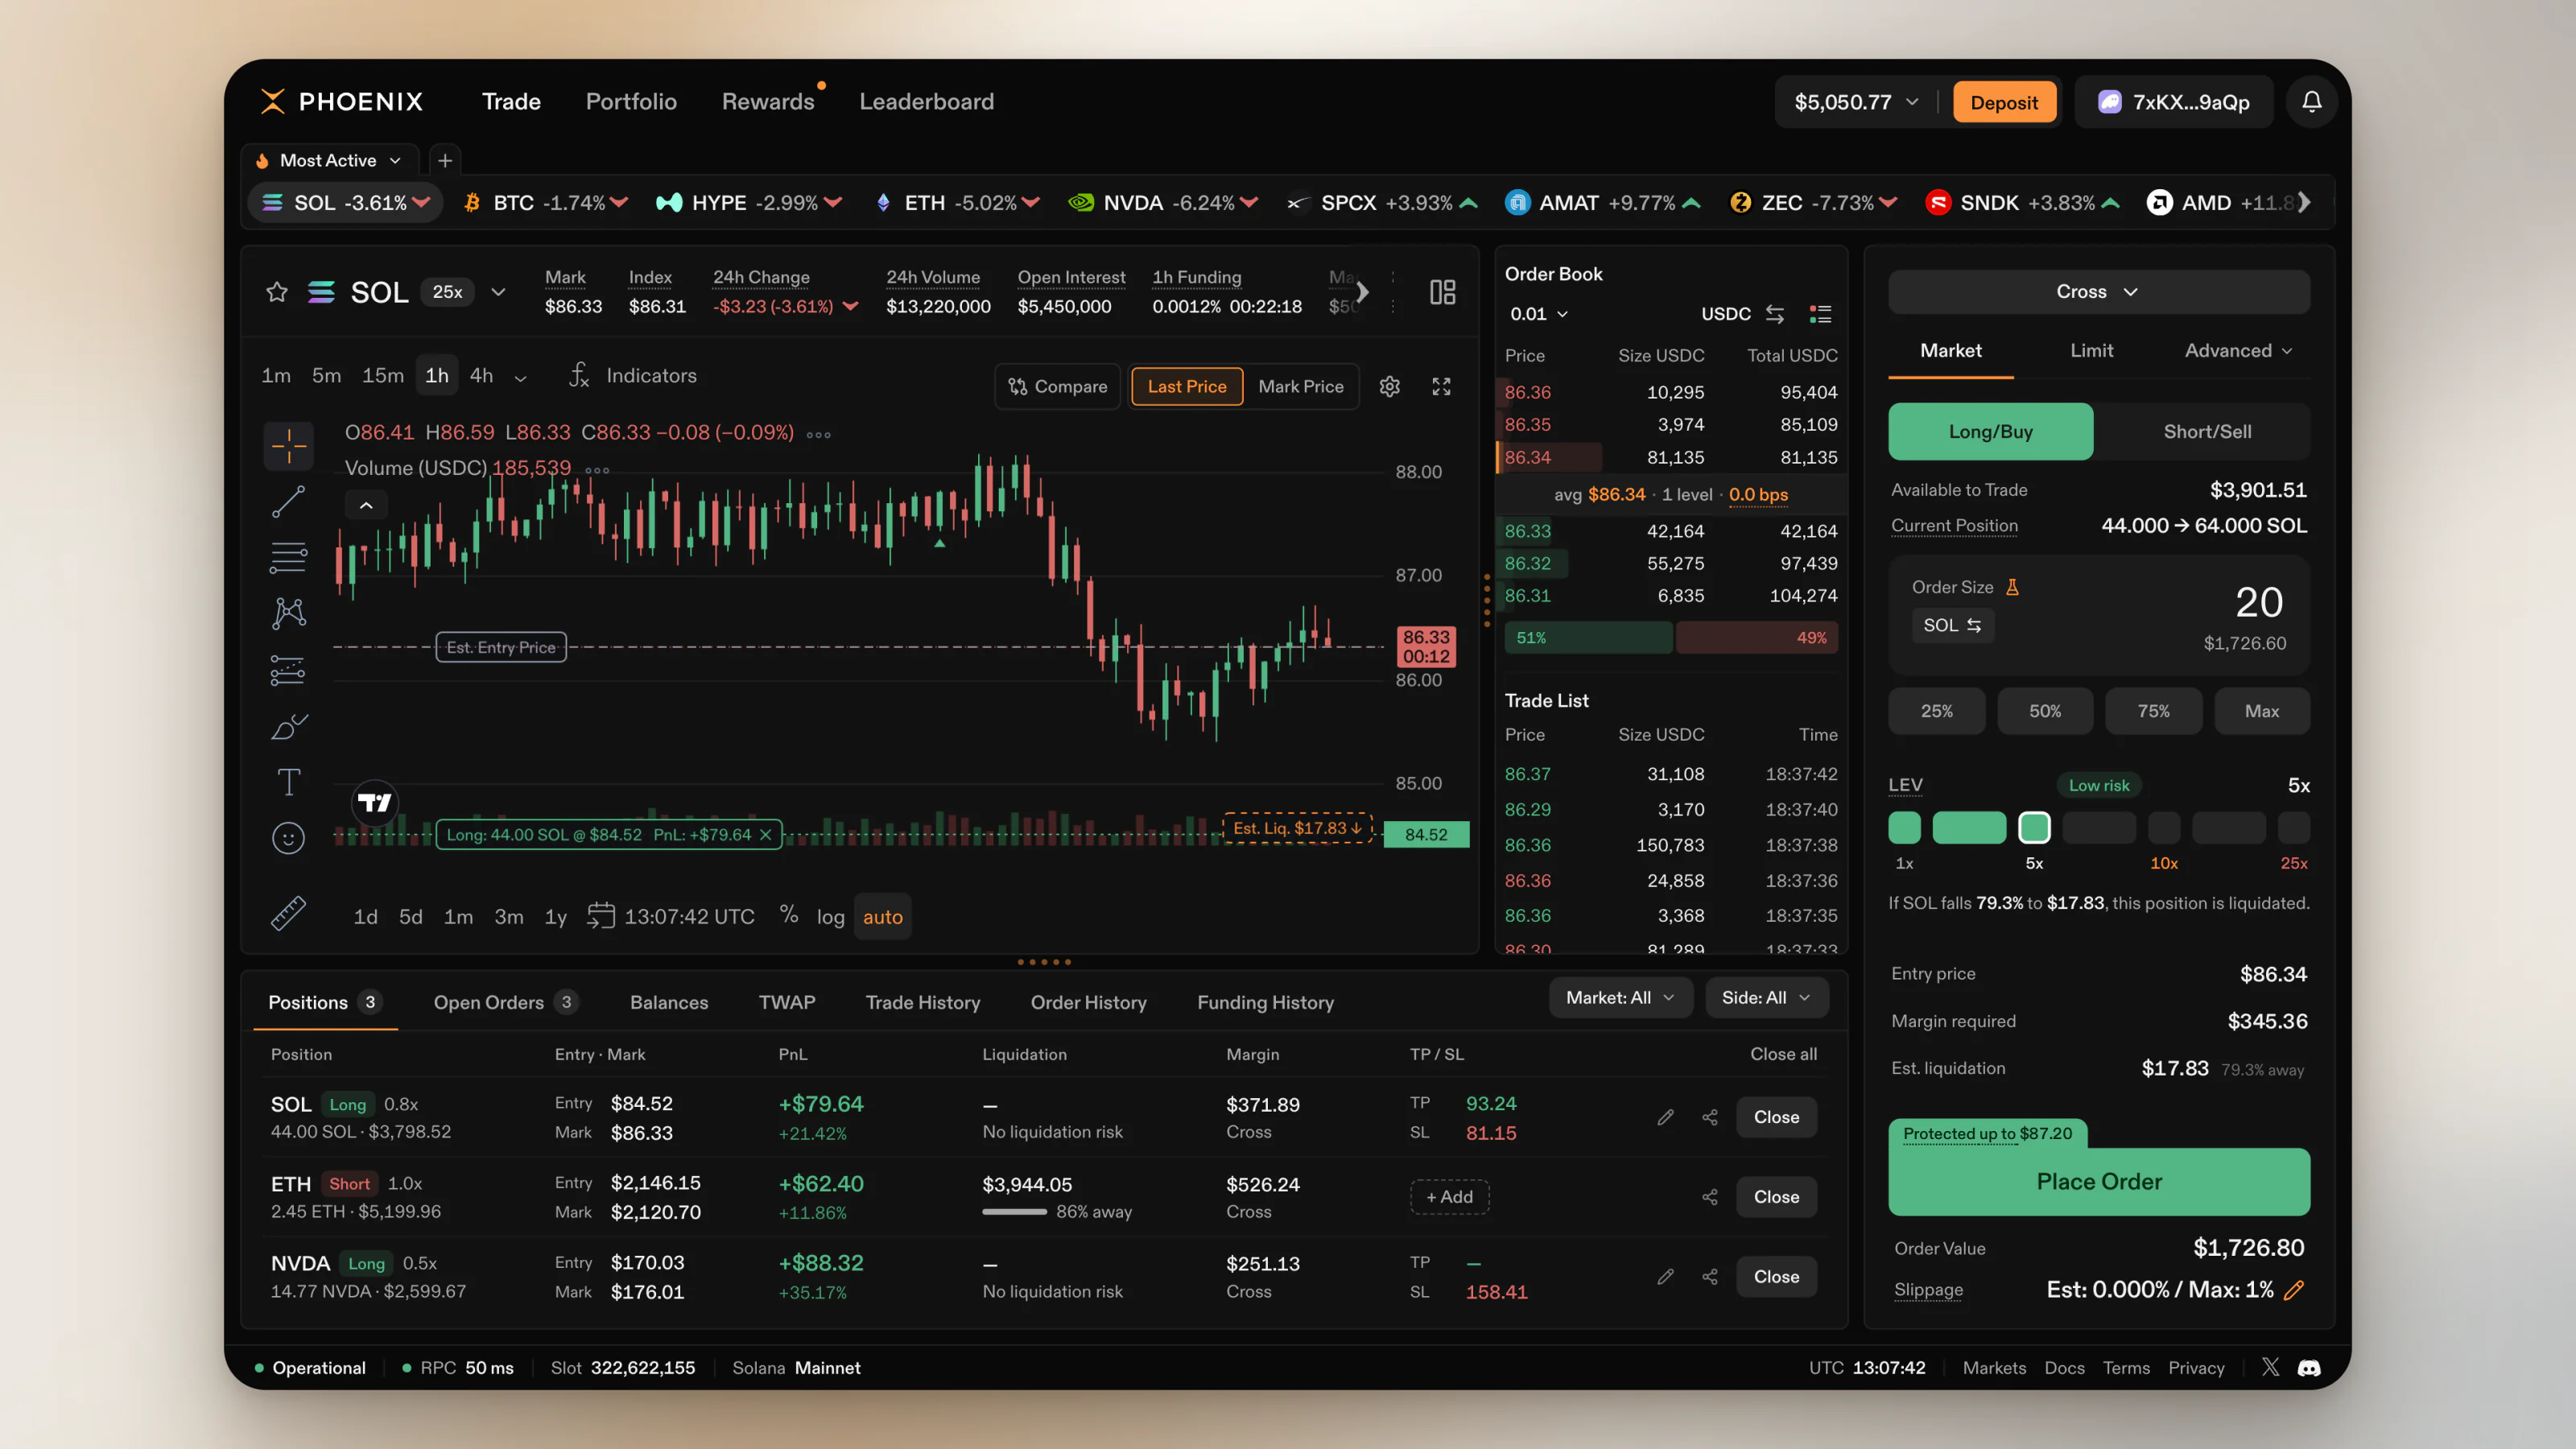 PHOENIX Trade Portfolio Rewards Leaderboard $5,050.77 Deposit 7xKX...9aQp
Most Active +
SOL -3.61% BTC -1.74% HYPE -2.99% ETH -5.02% NVDA -6.24% SPCX +3.93% AMAT +9.77% ZEC -7.73% SNDK +3.83% AMD +11.8
SOL 25x
Mark Index 24h Change 24h Volume Open Interest 1h Funding
$86.33 $86.31 -$3.23 (-3.61%) $13,220,000 $5,450,000 0.0012% 00:22:18
1m 5m 15m 1h 4h Indicators
Compare Last Price Mark Price
O86.41 H86.59 L86.33 C86.33 −0.08 (−0.09%)
Volume (USDC) 185,539
88.00
87.00
Est. Entry Price
86.33
00:12
86.00
85.00
Long: 44.00 SOL @ $84.52 PnL: +$79.64
Est. Liq. $17.83↓
84.52
1d 5d 1m 3m 1y 13:07:42 UTC % log auto
Order Book
0.01 USDC
Price Size USDC Total USDC
86.36 10,295 95,404
86.35 3,974 85,109
86.34 81,135 81,135
avg $86.34 · 1 level · 0.0 bps
86.33 42,164 42,164
86.32 55,275 97,439
86.31 6,835 104,274
51% 49%
Trade List
Price Size USDC Time
86.37 31,108 18:37:42
86.29 3,170 18:37:40
86.36 150,783 18:37:38
86.36 24,858 18:37:36
86.36 3,368 18:37:35
86.30 81,289 18:37:33
Cross
Market Limit Advanced
Long/Buy Short/Sell
Available to Trade $3,901.51
Current Position 44.000 → 64.000 SOL
Order Size 20
SOL $1,726.60
25% 50% 75% Max
LEV Low risk 5x
1x 5x 10x 25x
If SOL falls 79.3% to $17.83, this position is liquidated.
Entry price $86.34
Margin required $345.36
Est. liquidation $17.83 79.3% away
Protected up to $87.20
Place Order
Order Value $1,726.80
Slippage Est: 0.000% / Max: 1%
Positions 3 Open Orders 3 Balances TWAP Trade History Order History Funding History Market: All Side: All
Position Entry · Mark PnL Liquidation Margin TP / SL Close all
SOL Long 0.8x Entry $84.52 +$79.64 – $371.89 TP 93.24 Close
44.00 SOL · $3,798.52 Mark $86.33 +21.42% No liquidation risk Cross SL 81.15
ETH Short 1.0x Entry $2,146.15 +$62.40 $3,944.05 $526.24 + Add Close
2.45 ETH · $5,199.96 Mark $2,120.70 +11.86% 86% away Cross
NVDA Long 0.5x Entry $170.03 +$88.32 – $251.13 TP – Close
14.77 NVDA · $2,599.67 Mark $176.01 +35.17% No liquidation risk Cross SL 158.41
Operational RPC 50 ms Slot 322,622,155 Solana Mainnet UTC 13:07:42 Markets Docs Terms Privacy